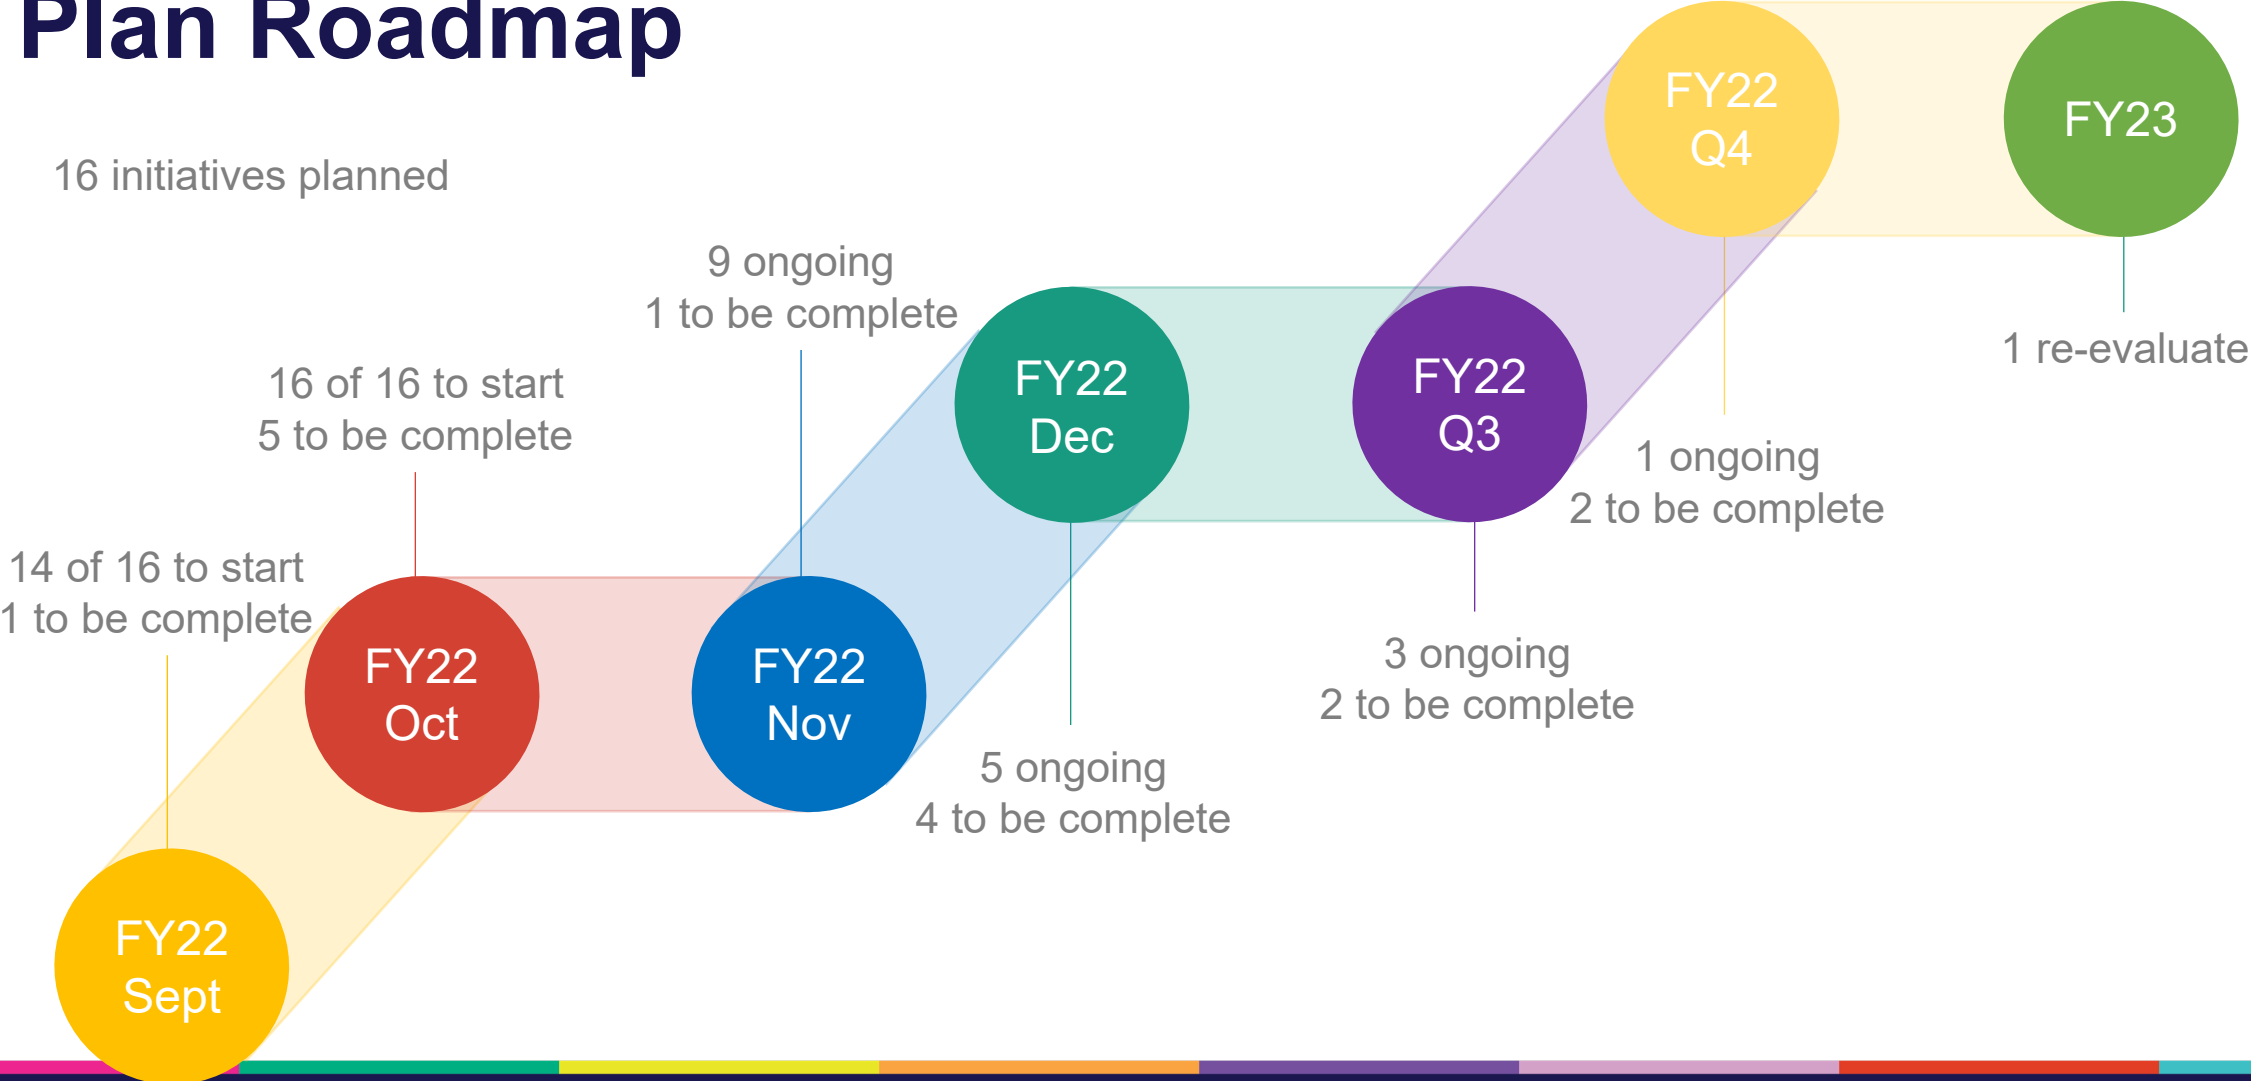 Plan Roadmap
16 initiatives planned
14 of 16 to start
1 to be complete
FY22
Sept
16 of 16 to start
5 to be complete
FY22
Oct
9 ongoing
1 to be complete
FY22
Nov
FY22
Dec
5 ongoing
4 to be complete
FY22
Q3
3 ongoing
2 to be complete
FY22
Q4
1 ongoing
2 to be complete
FY23
1 re-evaluate